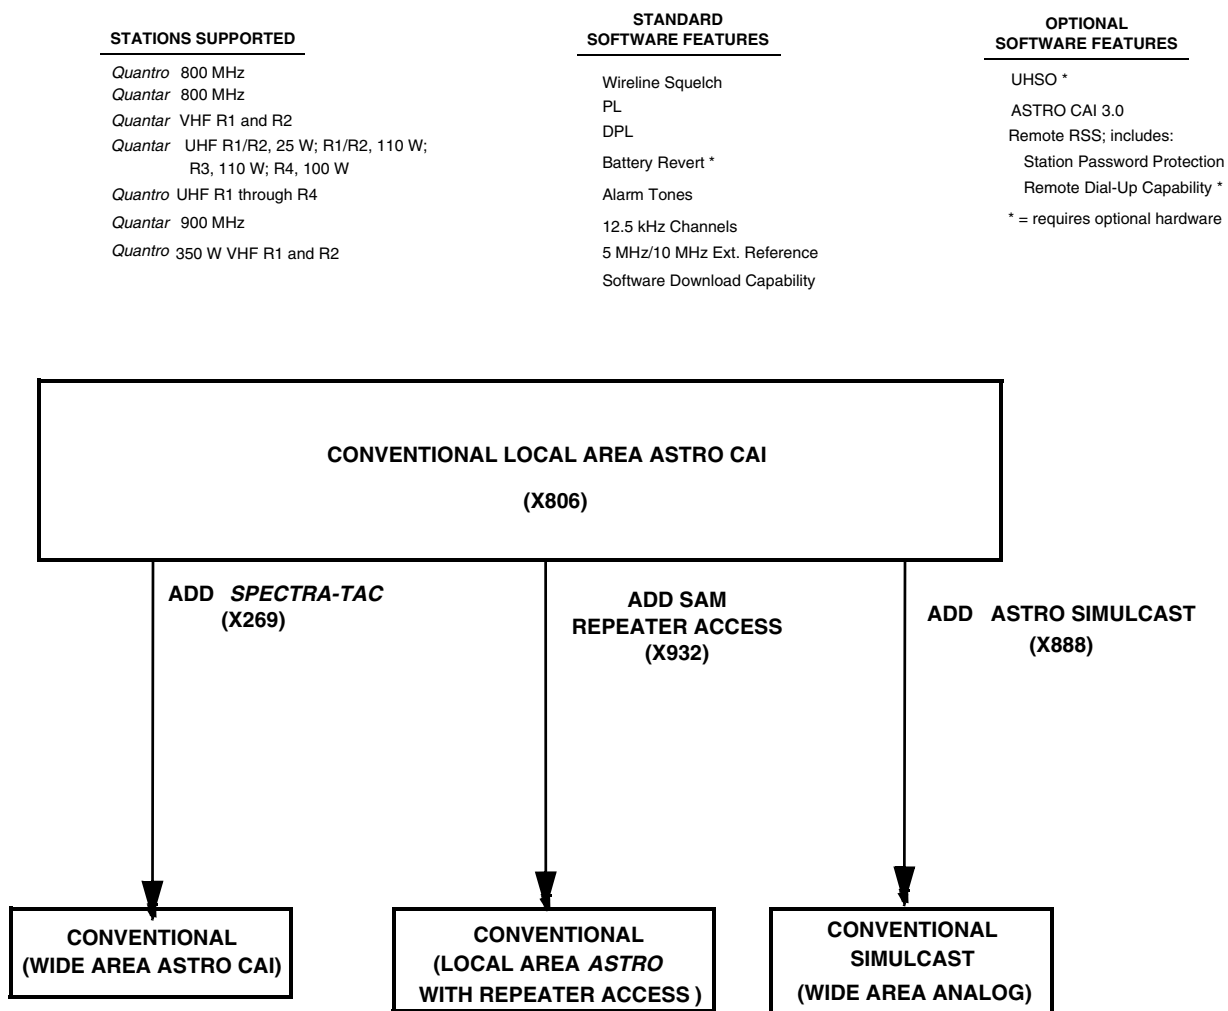 STATIONS SUPPORTED
Quantro 800 MHz
Quantar 800 MHz
Quantar VHF R1 and R2
Quantar UHF R1/R2, 25 W; R1/R2, 110 W;
R3, 110 W; R4, 100 W
Quantro UHF R1 through R4
Quantar 900 MHz
Quantro 350 W VHF R1 and R2
STANDARD
SOFTWARE FEATURES
Wireline Squelch
PL
DPL
Battery Revert *
Alarm Tones
12.5 kHz Channels
5 MHz/10 MHz Ext. Reference
Software Download Capability
OPTIONAL
SOFTWARE FEATURES
UHSO *
ASTRO CAI 3.0
Remote RSS; includes:
Station Password Protection
Remote Dial-Up Capability *
* = requires optional hardware
CONVENTIONAL LOCAL AREA ASTRO CAI
(X806)
ADD SPECTRA-TAC
(X269)
ADD SAM
REPEATER ACCESS
(X932)
ADD ASTRO SIMULCAST
(X888)
CONVENTIONAL
(WIDE AREA ASTRO CAI)
CONVENTIONAL
(LOCAL AREA ASTRO
WITH REPEATER ACCESS )
CONVENTIONAL
SIMULCAST
(WIDE AREA ANALOG)